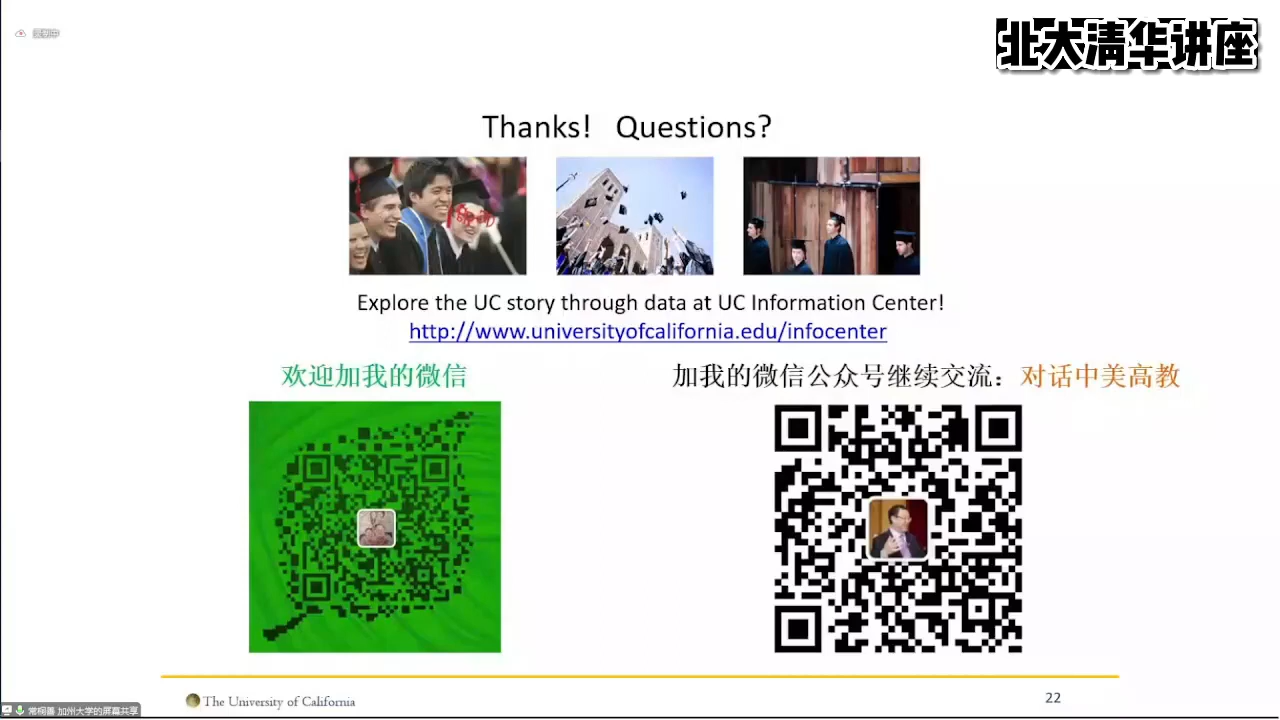 北大清华讲座
Thanks! Questions?
Explore the UC story through data at UC Information Center!
http://www.universityofcalifornia.edu/infocenter
欢迎加我的微信
加我的微信公众号继续交流：对话中美高教
The University of California
22
常桐善 加州大学的屏幕共享